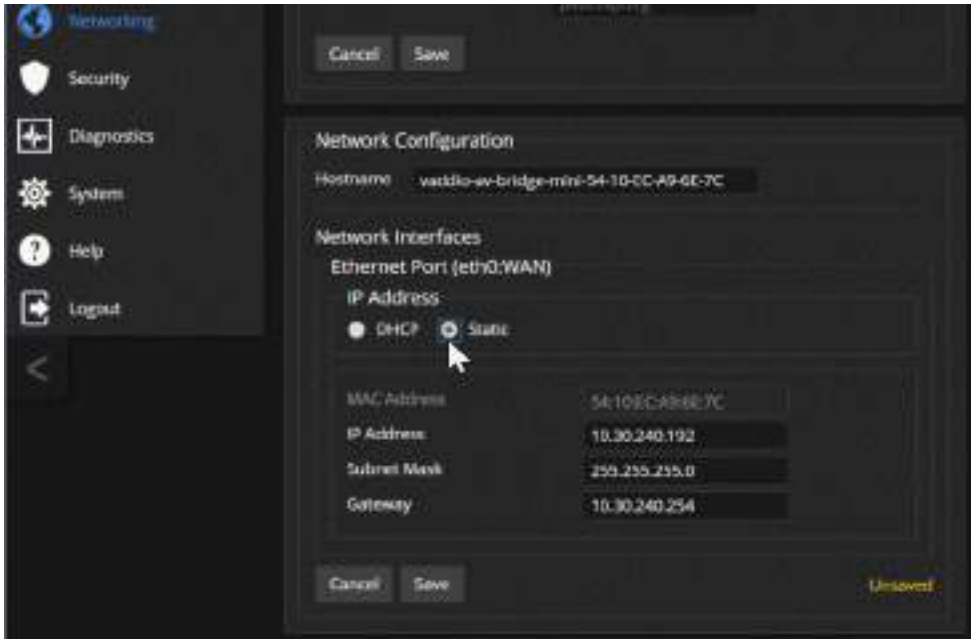 Networking
Cancel Save
Security
Diagnostics
Network Configuration
Hostname vaddio-av-bridge-mini-54-10-EC-A9-6E-7C
System
Network Interfaces
Help
Ethernet Port (eth0:WAN)
IP Address
Logout
DHCP Static
<
MAC Address 54:10:EC:A9:6E:7C
IP Address 10.30.240.192
Subnet Mask 255.255.255.0
Gateway 10.30.240.254
Cancel Save Unsaved